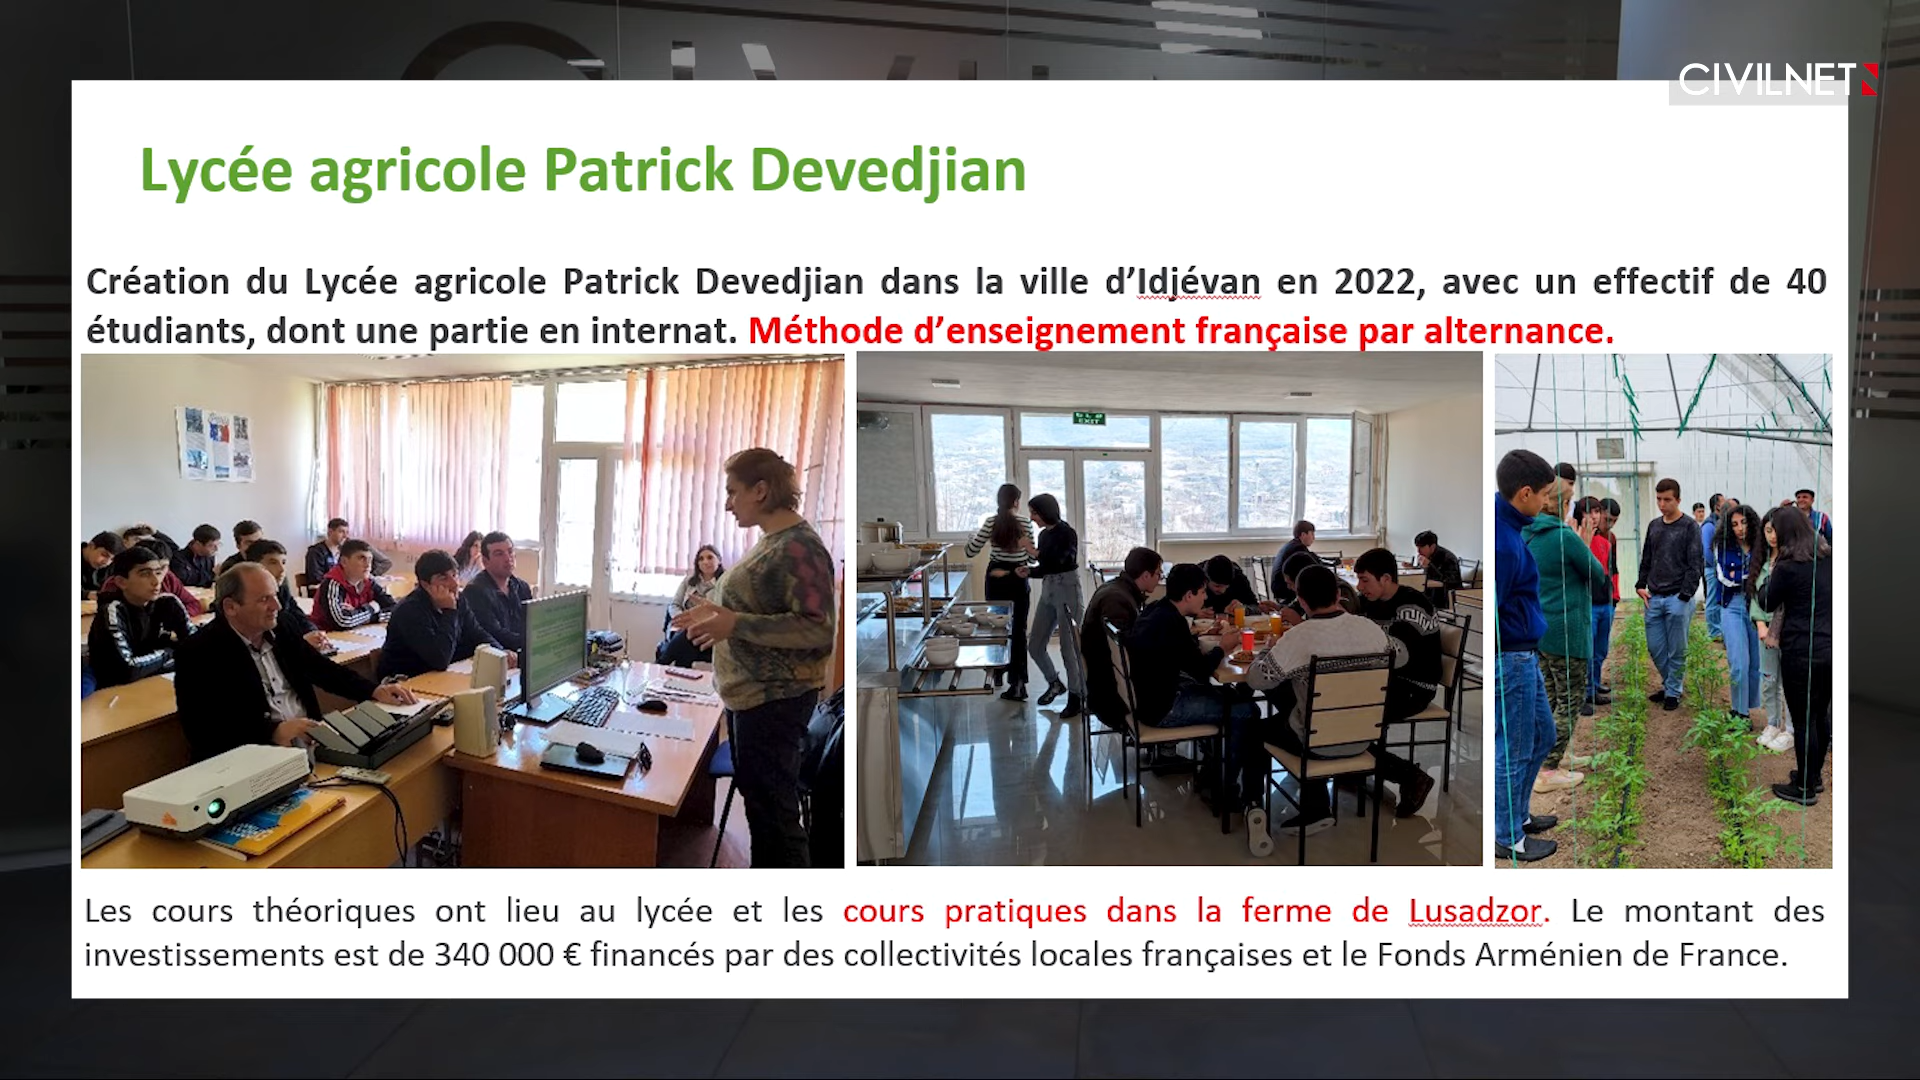 CIVILNET
Lycée agricole Patrick Devedjian
Création du Lycée agricole Patrick Devedjian dans la ville d’Idjévan en 2022, avec un effectif de 40
étudiants, dont une partie en internat. Méthode d’enseignement française par alternance.
EXIT
Les cours théoriques ont lieu au lycée et les cours pratiques dans la ferme de Lusadzor. Le montant des
investissements est de 340 000 € financés par des collectivités locales françaises et le Fonds Arménien de France.